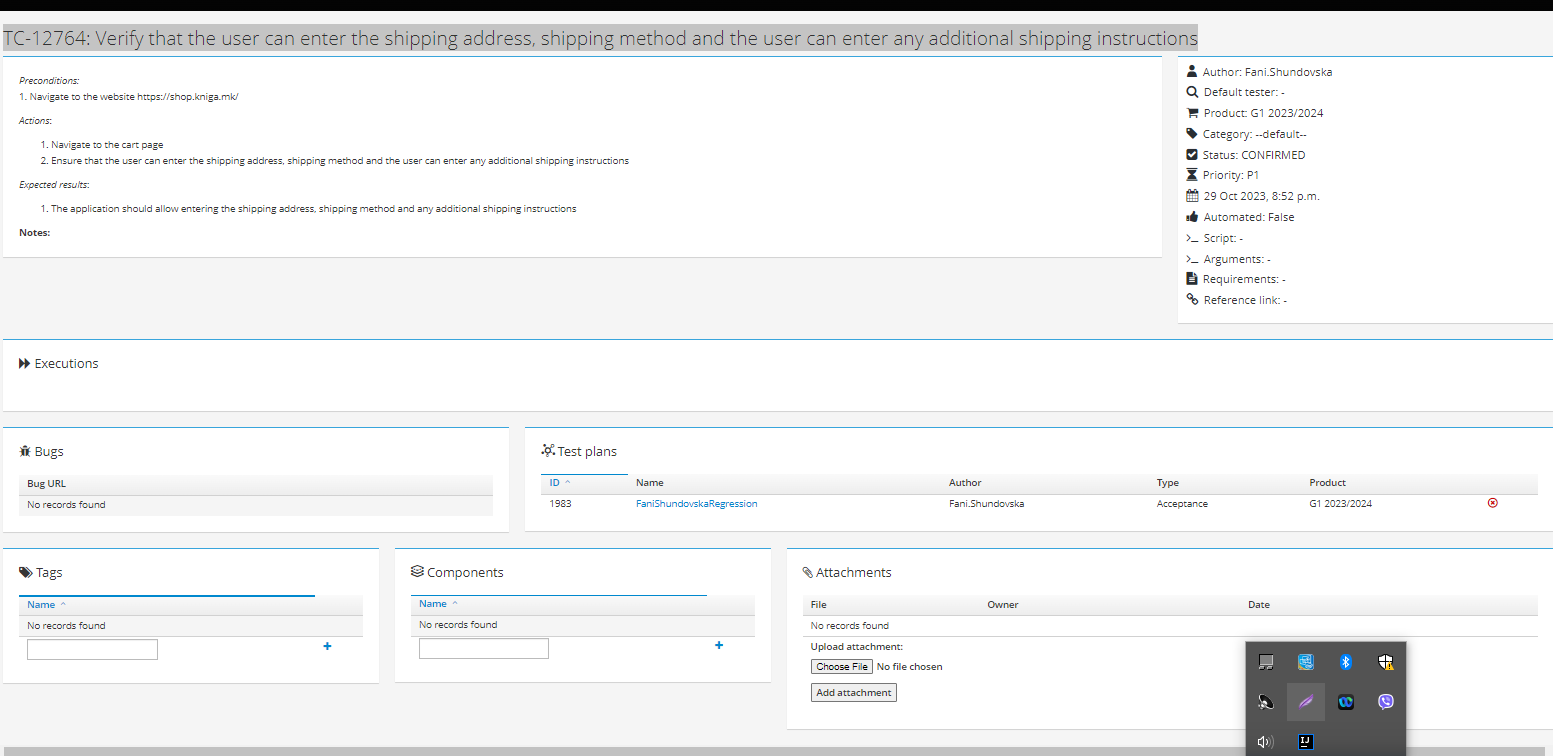 TC-12764: Verify that the user can enter the shipping address, shipping method and the user can enter any additional shipping instructions
Preconditions:
1. Navigate to the website https://shop.kniga.mk/
Actions:
1. Navigate to the cart page
2. Ensure that the user can enter the shipping address, shipping method and the user can enter any additional shipping instructions
Expected results:
1. The application should allow entering the shipping address, shipping method and any additional shipping instructions
Notes:
Author: Fani.Shundovska
Default tester: -
Product: G1 2023/2024
Category: --default--
Status: CONFIRMED
Priority: P1
29 Oct 2023, 8:52 p.m.
Automated: False
Script: -
Arguments: -
Requirements: -
Reference link: -
Executions
Bugs
Bug URL
No records found
Test plans
ID Name Author Type Product
1983 FaniShundovskaRegression Fani.Shundovska Acceptance G1 2023/2024
Tags
Name
No records found
Components
Name
No records found
Attachments
File Owner Date
No records found
Upload attachment:
Choose File No file chosen
Add attachment
IJ